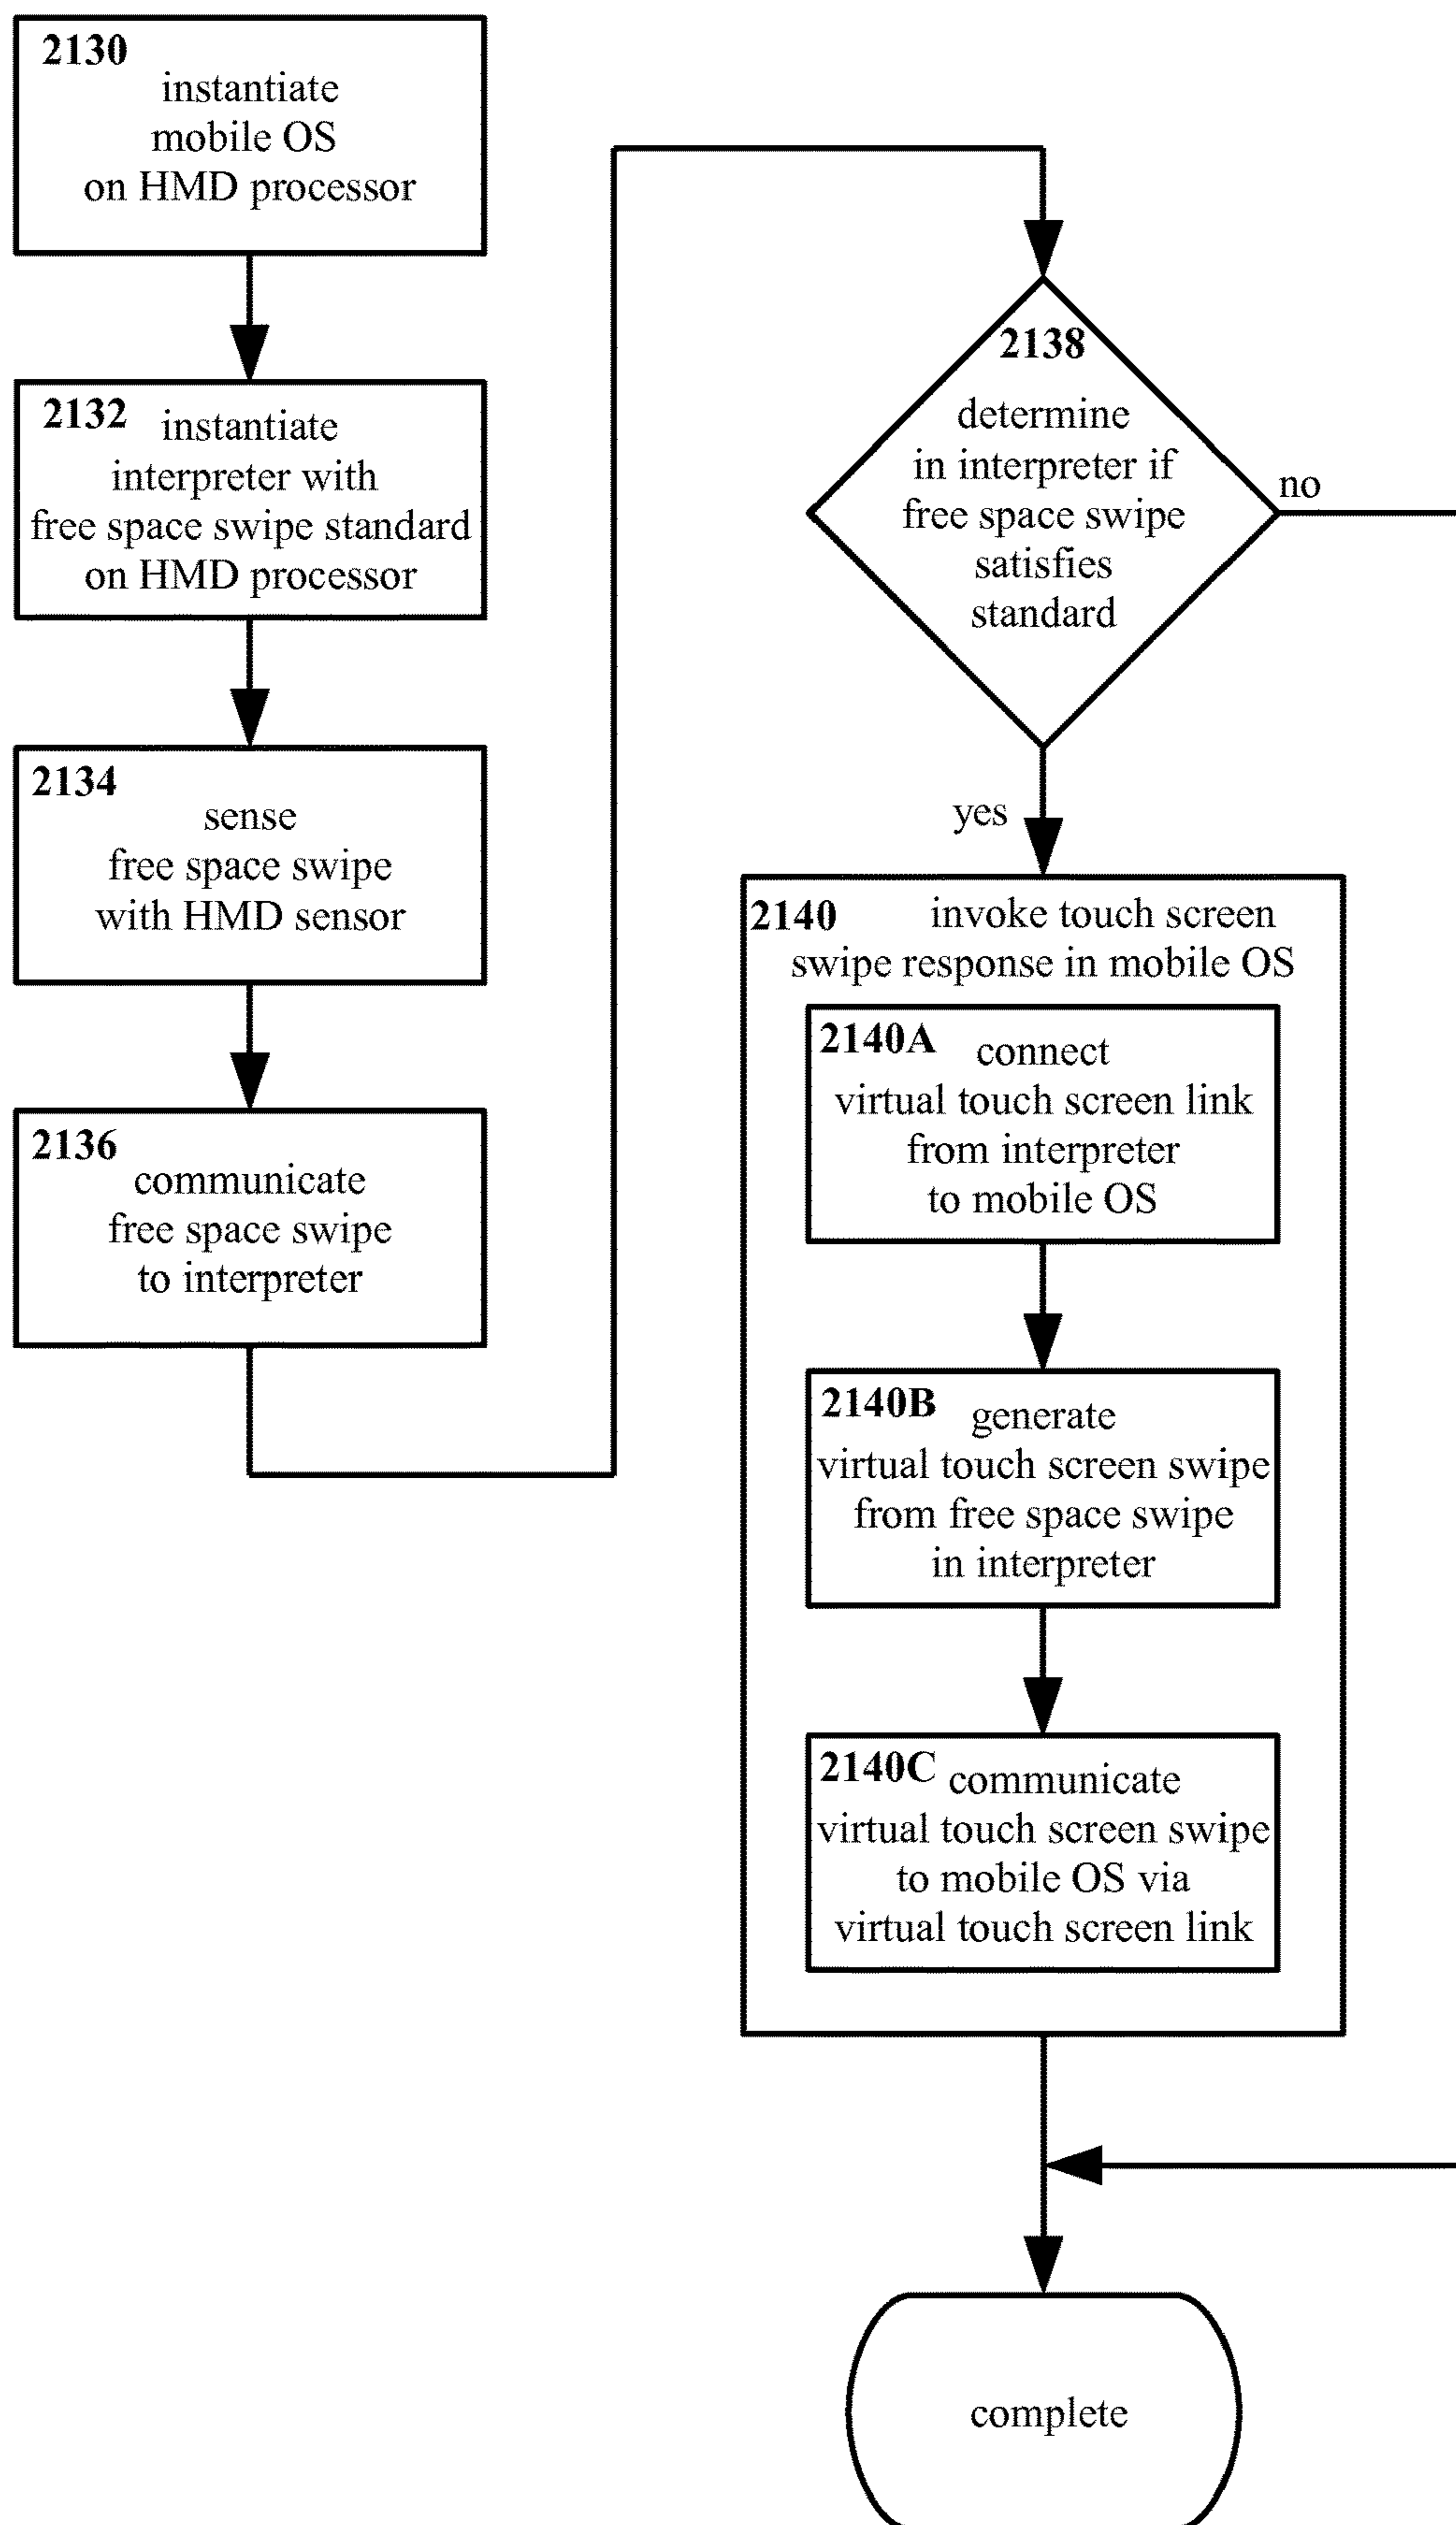 2130
instantiate
mobile OS
on HMD processor
2132 instantiate
interpreter with
free space swipe standard
on HMD processor
2134
sense
free space swipe
with HMD sensor
2136
communicate
free space swipe
to interpreter
2138
determine
in interpreter if
free space swipe
satisfies
standard
no
yes
2140 invoke touch screen
swipe response in mobile OS
2140A connect
virtual touch screen link
from interpreter
to mobile OS
2140B generate
virtual touch screen swipe
from free space swipe
in interpreter
2140C communicate
virtual touch screen swipe
to mobile OS via
virtual touch screen link
complete